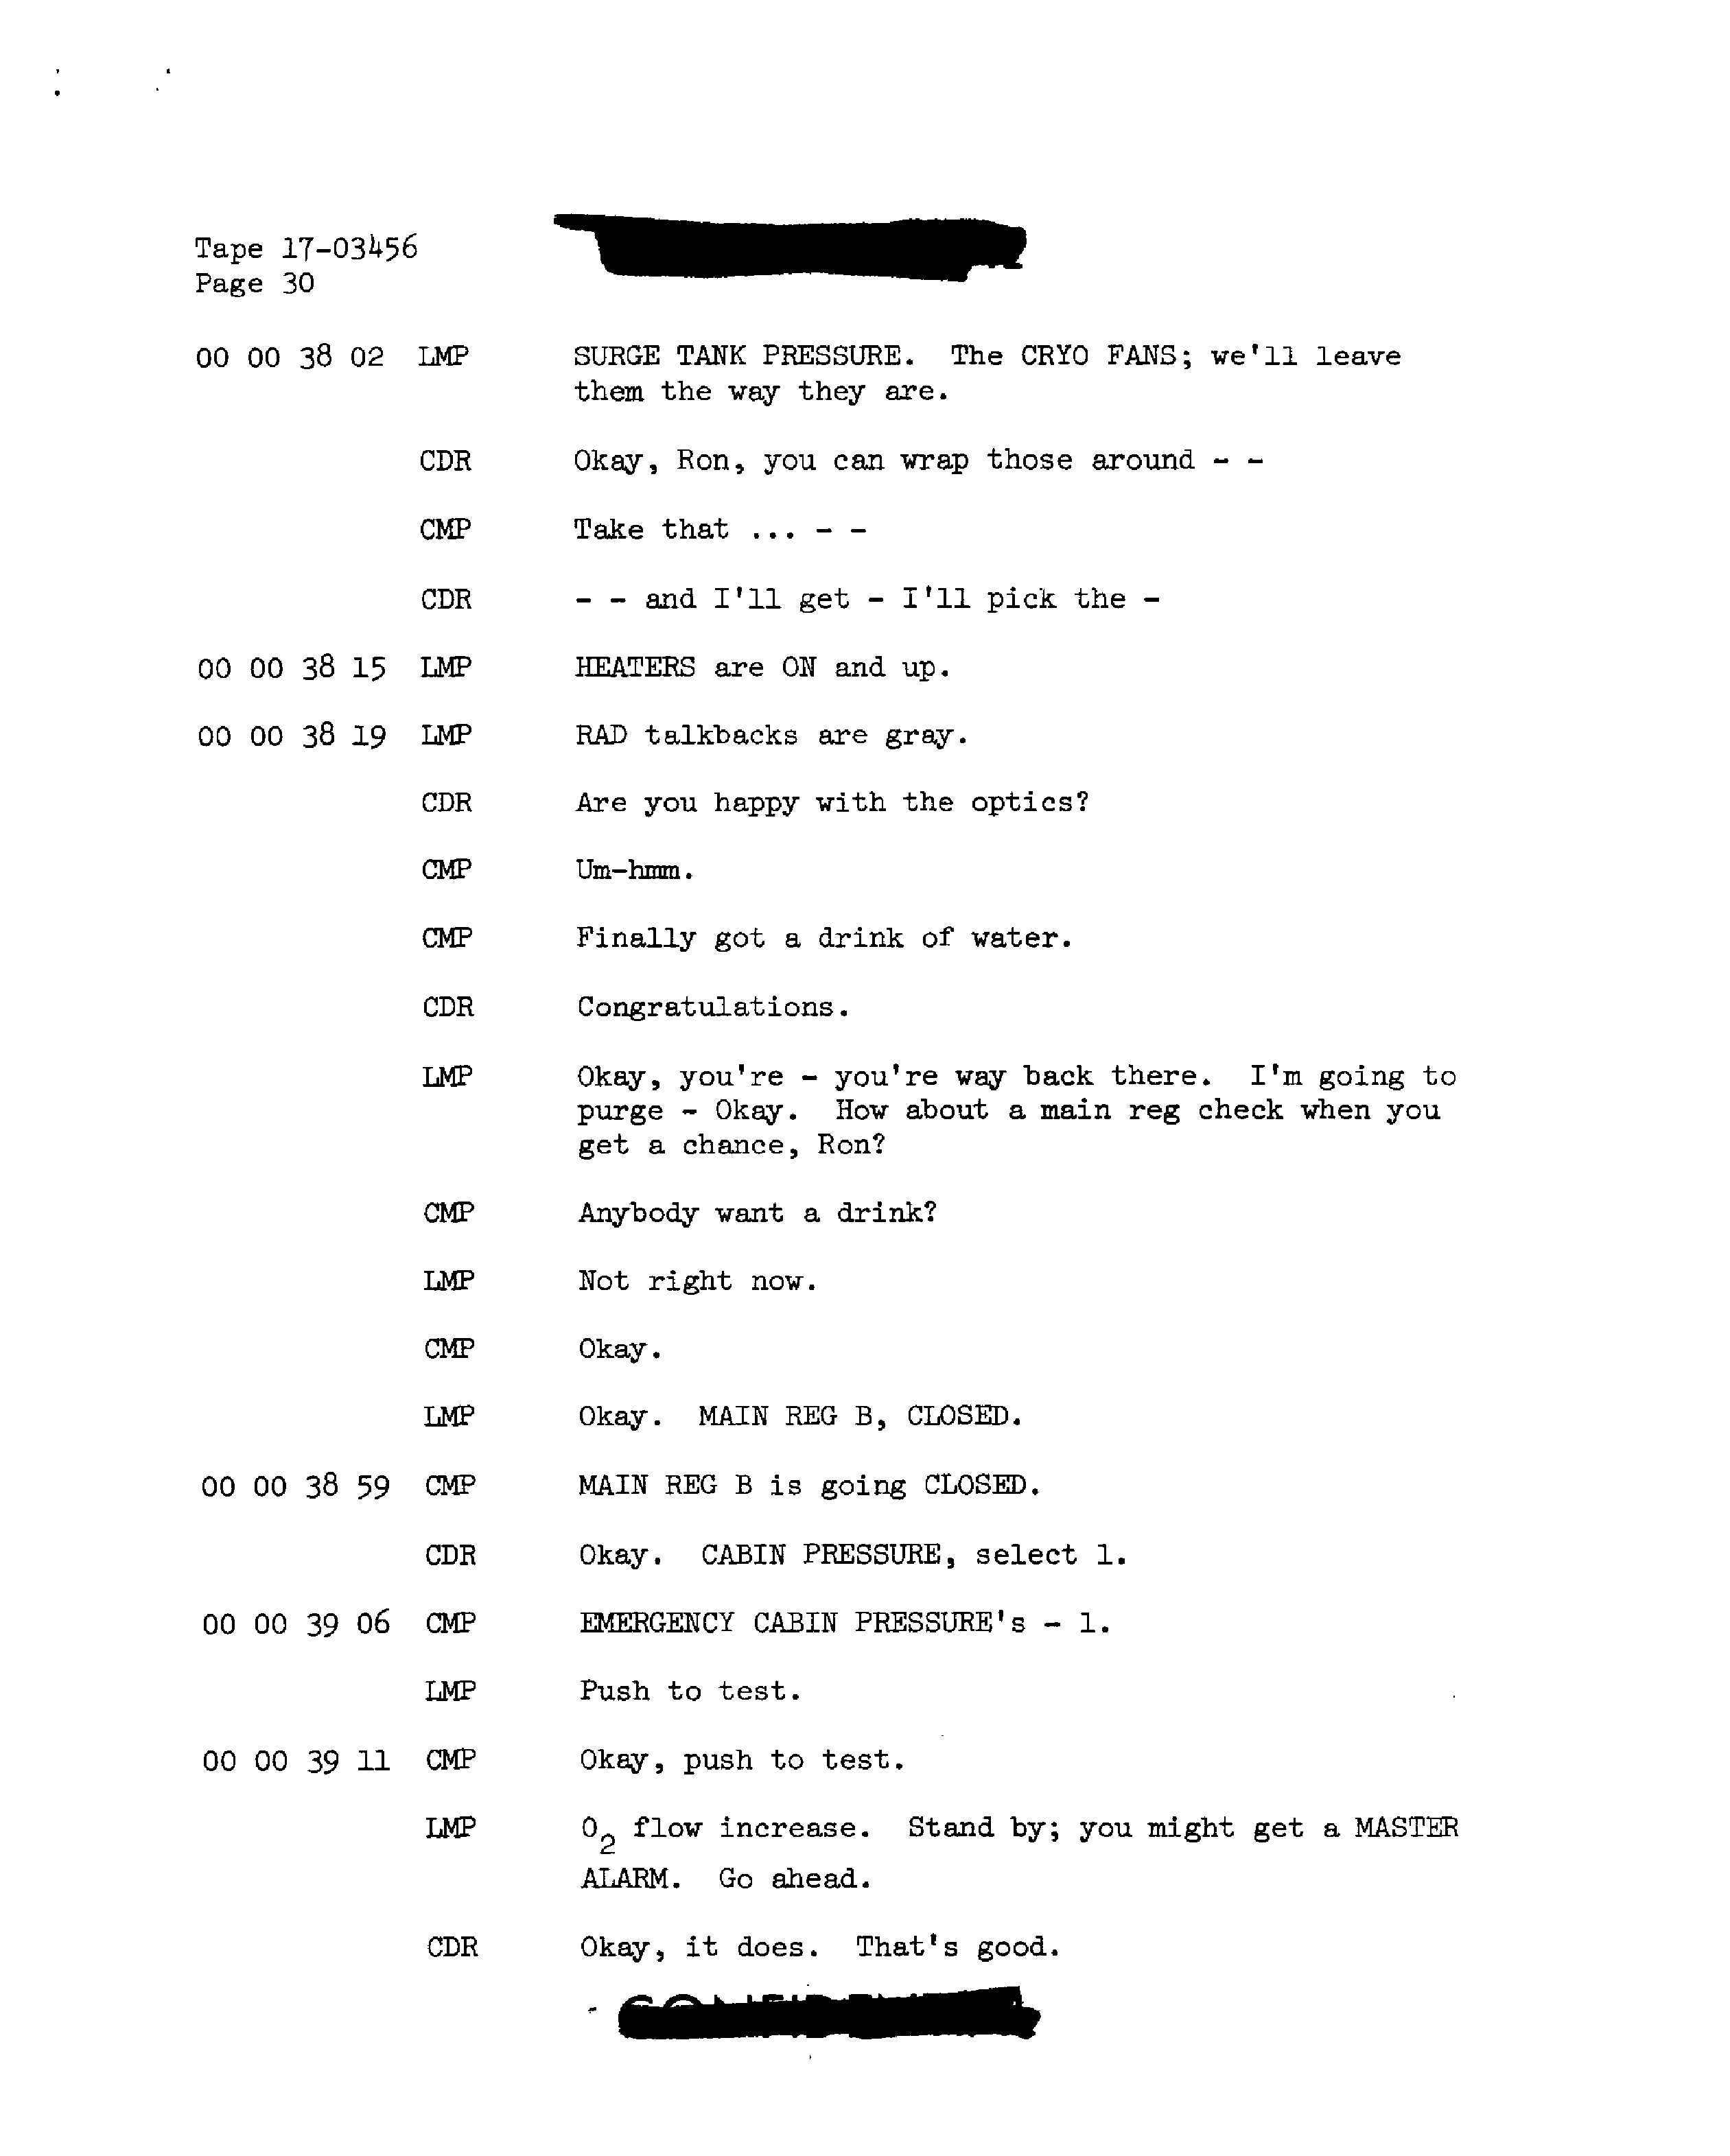 Tape 17-03456
Page 30
00 00 38 02 LMP SURGE TANK PRESSURE. The CRYO FANS; we'll leave
them the way they are.
CDR Okay, Ron, you can wrap those around - -
CMP Take that ... - -
CDR - - and I'll get - I'll pick the -
00 00 38 15 LMP HEATERS are ON and up.
00 00 38 19 LMP RAD talkbacks are gray.
CDR Are you happy with the optics?
CMP Um-hmm.
CMP Finally got a drink of water.
CDR Congratulations.
LMP Okay, you're - you're way back there. I'm going to
purge - Okay. How about a main reg check when you
get a chance, Ron?
CMP Anybody want a drink?
LMP Not right now.
CMP Okay.
LMP Okay. MAIN REG B, CLOSED.
00 00 38 59 CMP MAIN REG B is going CLOSED.
CDR Okay. CABIN PRESSURE, select 1.
00 00 39 06 CMP EMERGENCY CABIN PRESSURE's - 1.
LMP Push to test.
00 00 39 11 CMP Okay, push to test.
LMP O2 flow increase. Stand by; you might get a MASTER
ALARM. Go ahead.
CDR Okay, it does. That's good.